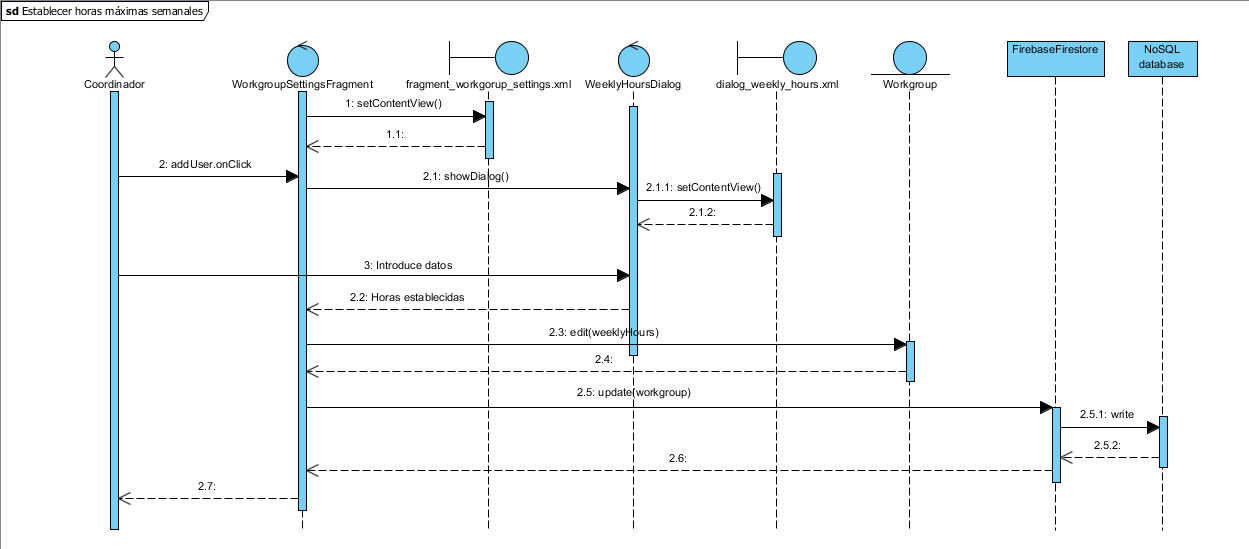 sd Establecer horas máximas semanales
Coordinador
WorkgroupSettingsFragment
fragment_workgorup_settings.xml
WeeklyHoursDialog
dialog_weekly_hours.xml
Workgroup
FirebaseFirestore
NoSQL
database
1: setContentView()
1.1:
2: addUser.onClick
2.1: showDialog()
2.1.1: setContentView()
2.1.2:
3: Introduce datos
2.2: Horas establecidas
2.3: edit(weeklyHours)
2.4:
2.5: update(workgroup)
2.5.1: write
2.5.2:
2.6:
2.7: